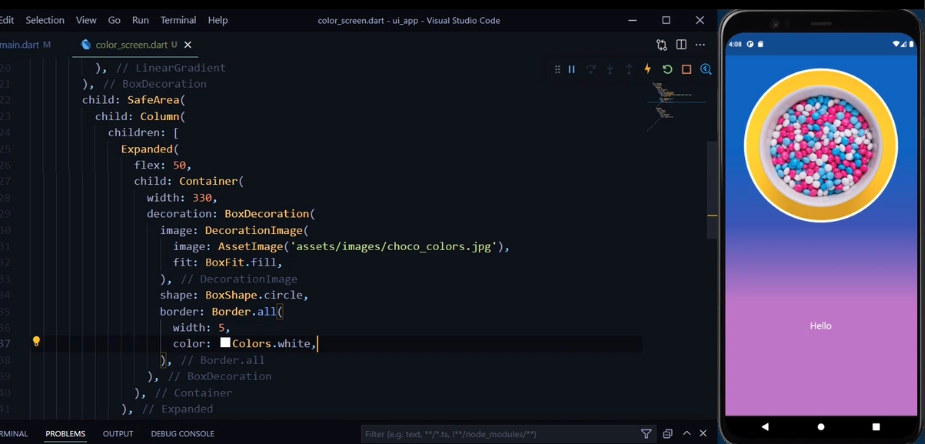 Edit Selection View Go Run Terminal Help
color_screen.dart - ui_app - Visual Studio Code
main.dart M
color_screen.dart U
20 ), // LinearGradient
21 ), // BoxDecoration
22 child: SafeArea(
23 child: Column(
24 children: [
25 Expanded(
26 flex: 50,
27 child: Container(
28 width: 330,
29 decoration: BoxDecoration(
30 image: DecorationImage(
31 image: AssetImage('assets/images/choco_colors.jpg'),
32 fit: BoxFit.fill,
33 ), // DecorationImage
34 shape: BoxShape.circle,
35 border: Border.all(
36 width: 5,
37 color: Colors.white,
38 ), // Border.all
39 ), // BoxDecoration
40 ), // Container
41 ), // Expanded
TERMINAL PROBLEMS OUTPUT DEBUG CONSOLE
Filter (e.g. text, **/*.ts, !**/node_modules/**)
4:08
Hello